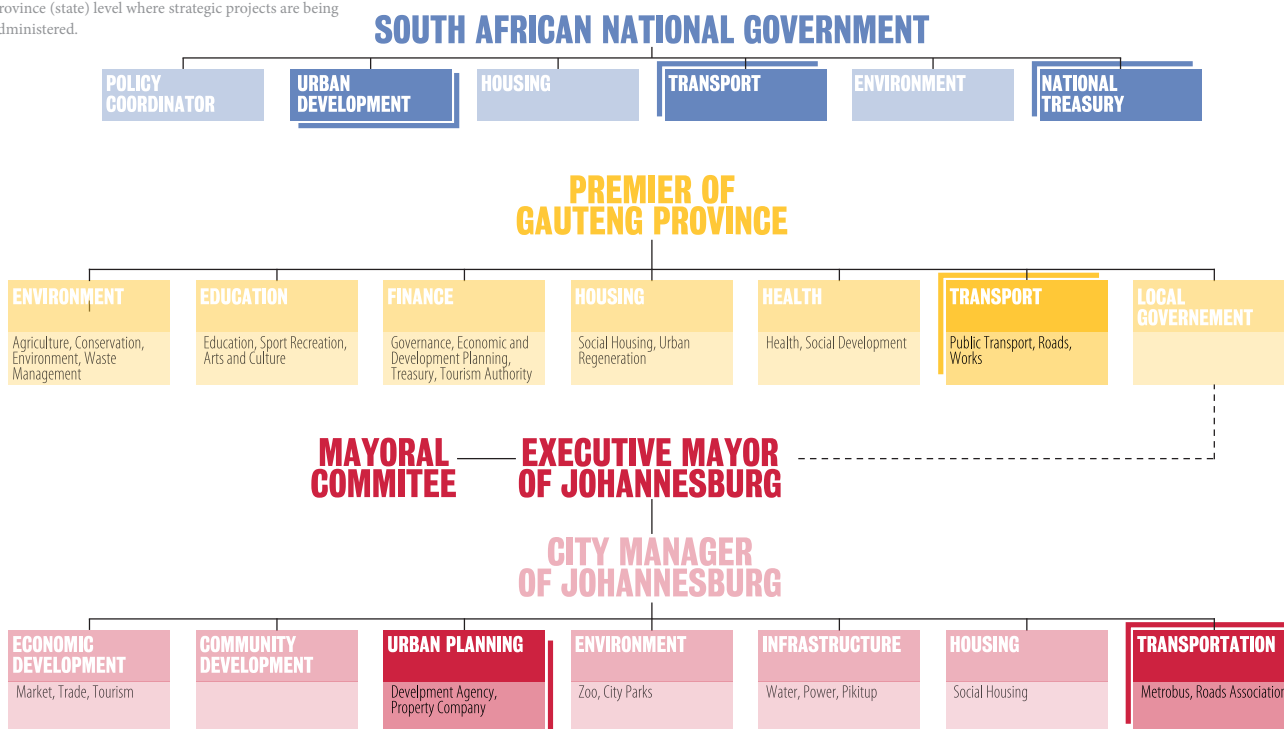 province (state) level where strategic projects are being
administered.
SOUTH AFRICAN NATIONAL GOVERNMENT
POLICY
COORDINATOR
URBAN
DEVELOPMENT
HOUSING
TRANSPORT
ENVIRONMENT
NATIONAL
TREASURY
PREMIER OF
GAUTENG PROVINCE
ENVIRONMENT
Agriculture, Conservation,
Environment, Waste
Management
EDUCATION
Education, Sport Recreation,
Arts and Culture
FINANCE
Governance, Economic and
Development Planning,
Treasury, Tourism Authority
HOUSING
Social Housing, Urban
Regeneration
HEALTH
Health, Social Development
TRANSPORT
Public Transport, Roads,
Works
LOCAL
GOVERNEMENT
MAYORAL
COMMITEE
EXECUTIVE MAYOR
OF JOHANNESBURG
CITY MANAGER
OF JOHANNESBURG
ECONOMIC
DEVELOPMENT
Market, Trade, Tourism
COMMUNITY
DEVELOPMENT
URBAN PLANNING
Develpment Agency,
Property Company
ENVIRONMENT
Zoo, City Parks
INFRASTRUCTURE
Water, Power, Pikitup
HOUSING
Social Housing
TRANSPORTATION
Metrobus, Roads Association